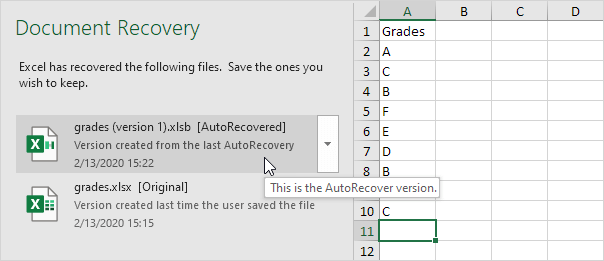 Document Recovery
Excel has recovered the following files. Save the ones you
wish to keep.
grades (version 1).xlsb [AutoRecovered]
Version created from the last AutoRecovery
2/13/2020 15:22
This is the AutoRecover version.
grades.xlsx [Original]
Version created last time the user saved the file
2/13/2020 15:15
A B C D
1 Grades
2 A
3 C
4 B
5 F
6 E
7 D
8 B
10 C
11
12